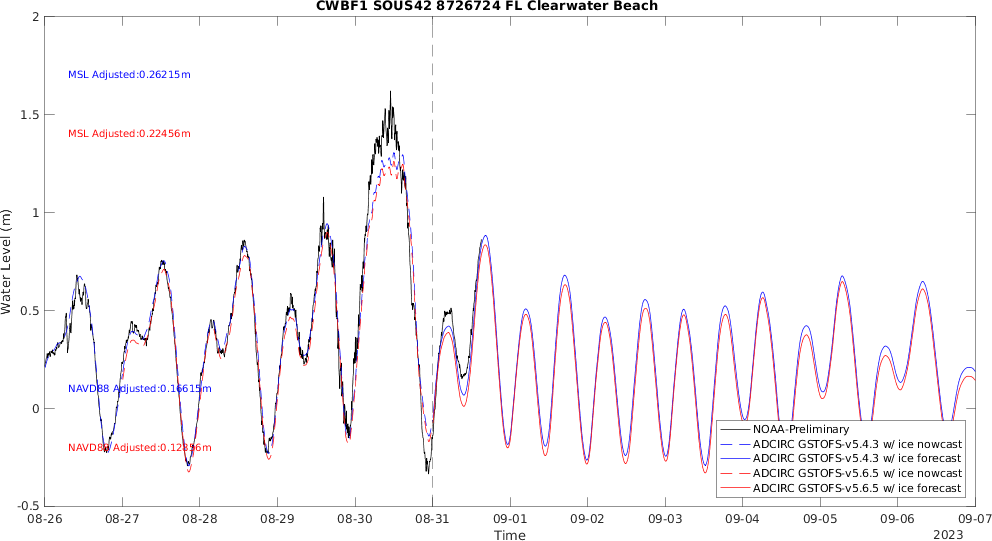 CWBF1 SOUS42 8726724 FL Clearwater Beach
2
1.5
1
0.5
0
-0.5
Water Level (m)
MSL Adjusted:0.26215m
MSL Adjusted:0.22456m
NAVD88 Adjusted:0.16615m
NAVD88 Adjusted:0.12856m
NOAA-Preliminary
ADCIRC GSTOFS-v5.4.3 w/ ice nowcast
ADCIRC GSTOFS-v5.4.3 w/ ice forecast
ADCIRC GSTOFS-v5.6.5 w/ ice nowcast
ADCIRC GSTOFS-v5.6.5 w/ ice forecast
08-26 08-27 08-28 08-29 08-30 08-31 09-01 09-02 09-03 09-04 09-05 09-06 09-07
Time
2023